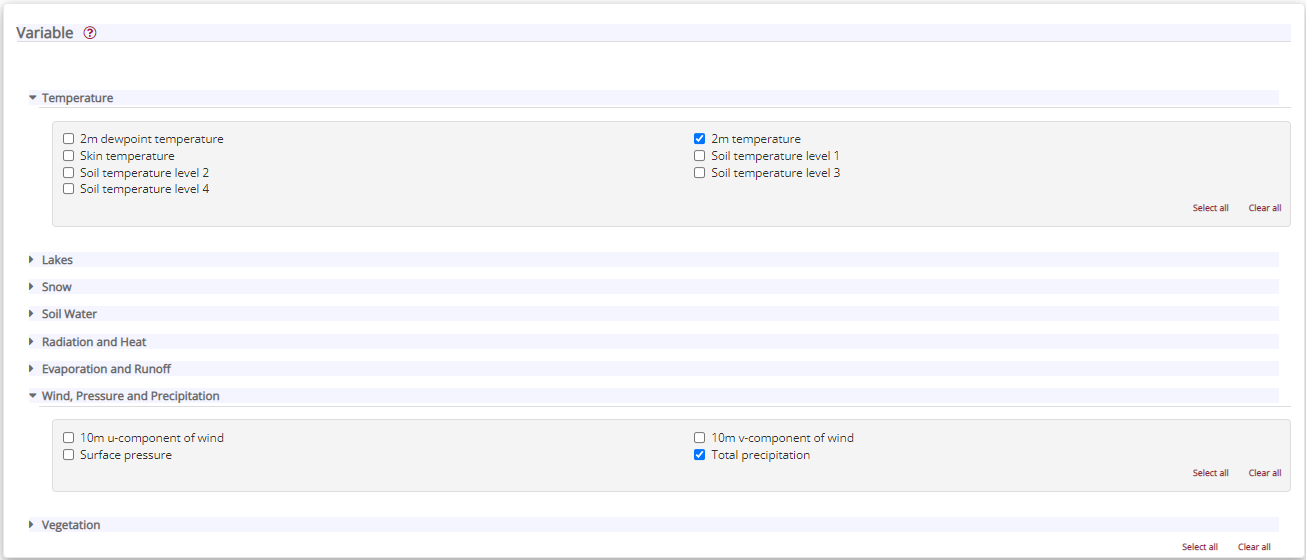 Variable ?
Temperature
2m dewpoint temperature 2m temperature
Skin temperature Soil temperature level 1
Soil temperature level 2 Soil temperature level 3
Soil temperature level 4
Select all Clear all
Lakes
Snow
Soil Water
Radiation and Heat
Evaporation and Runoff
Wind, Pressure and Precipitation
10m u-component of wind 10m v-component of wind
Surface pressure Total precipitation
Select all Clear all
Vegetation
Select all Clear all